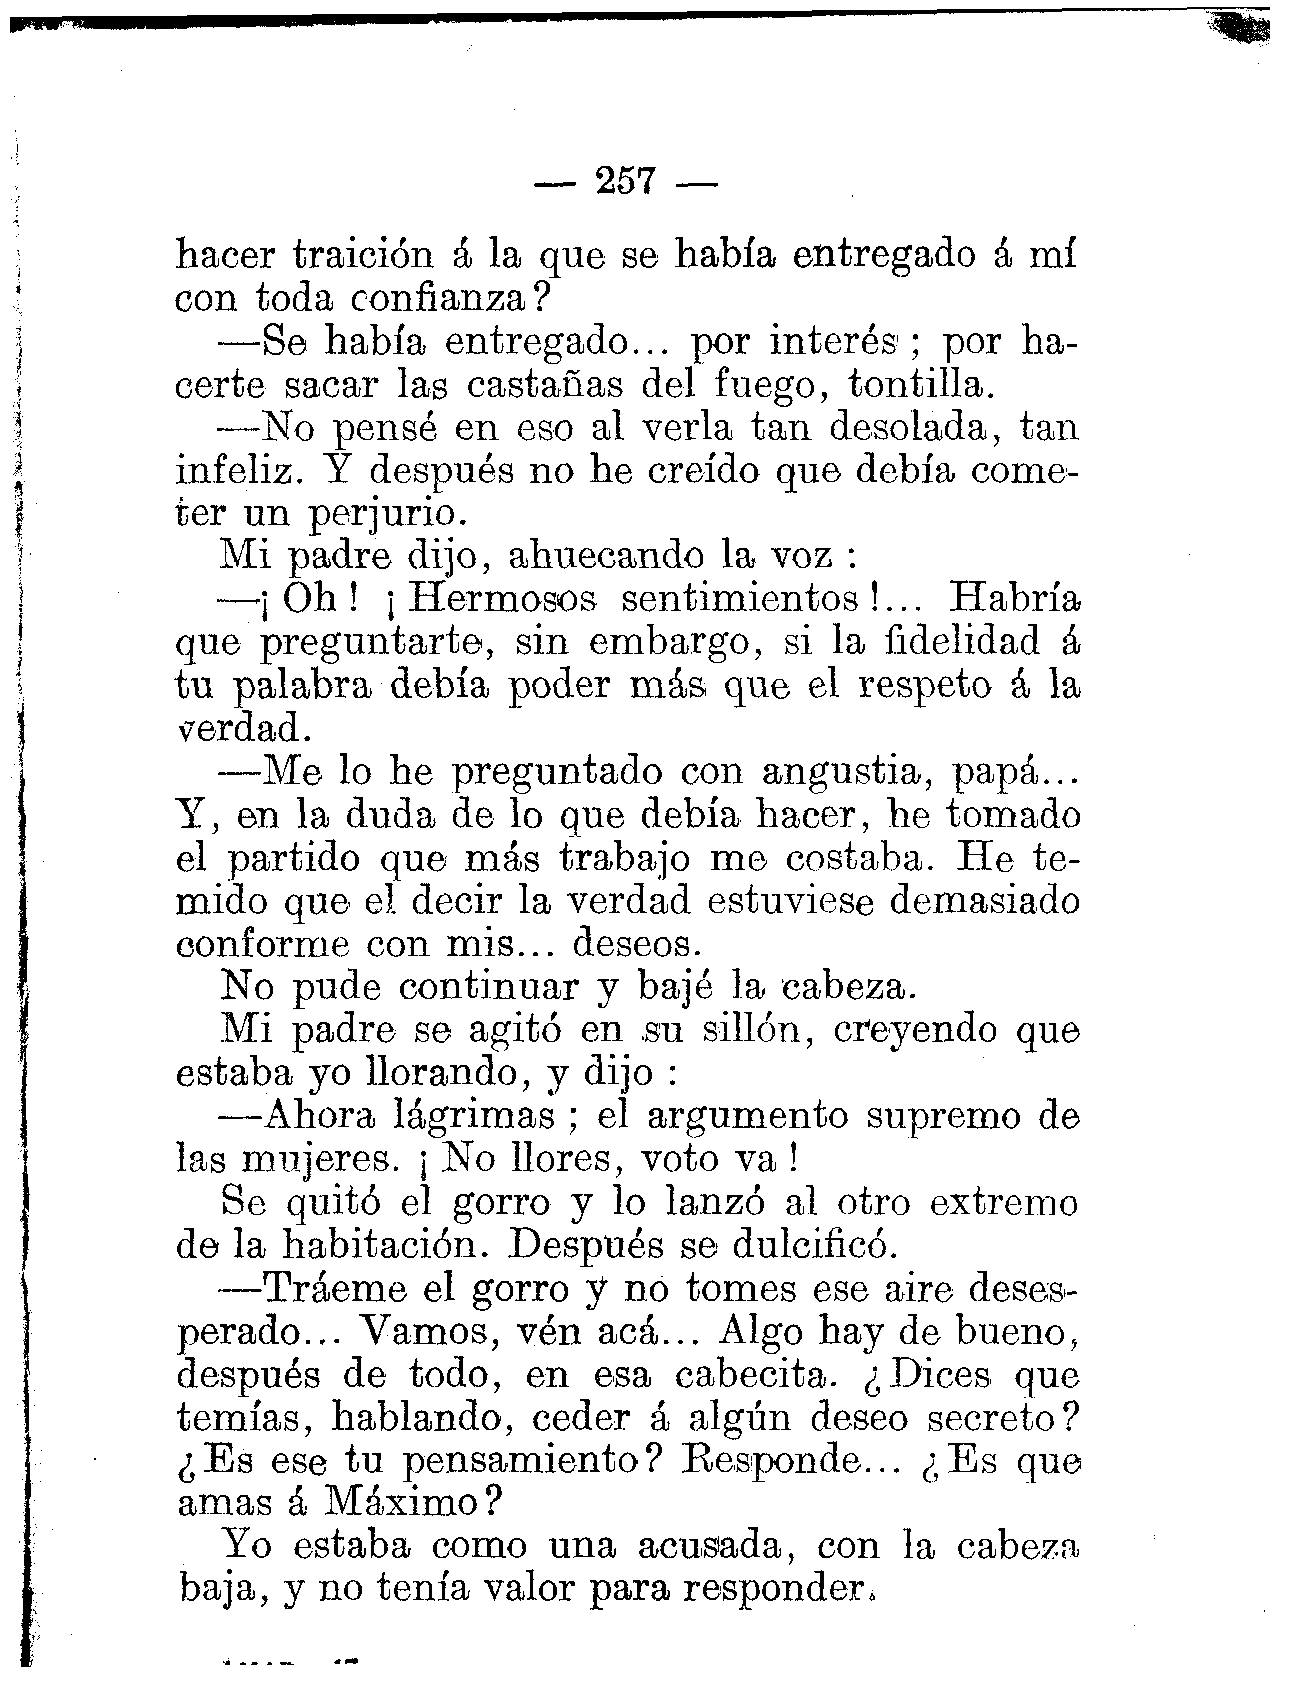 — 257 —
hacer traición á la que se había entregado á mí
con toda confianza?
—Se había entregado... por interés ; por ha-
certe sacar las castañas del fuego, tontilla.
—No pensé en eso al verla tan desolada, tan
infeliz. Y después no he creído que debía come-
ter un perjurio.
Mi padre dijo, ahuecando la voz :
—¡ Oh ! ¡ Hermosos sentimientos !... Habría
que preguntarte, sin embargo, si la fidelidad á
tu palabra debía poder más que el respeto á la
verdad.
—Me lo he preguntado con angustia, papá...
Y, en la duda de lo que debía hacer, he tomado
el partido que más trabajo me costaba. He te-
mido que el decir la verdad estuviese demasiado
conforme con mis... deseos.
No pude continuar y bajé la cabeza.
Mi padre se agitó en su sillón, creyendo que
estaba yo llorando, y dijo :
—Ahora lágrimas ; el argumento supremo de
las mujeres. ¡ No llores, voto va !
Se quitó el gorro y lo lanzó al otro extremo
de la habitación. Después se dulcificó.
—Tráeme el gorro y no tomes ese aire deses-
perado... Vamos, vén acá... Algo hay de bueno,
después de todo, en esa cabecita. ¿Dices que
temías, hablando, ceder á algún deseo secreto?
¿Es ese tu pensamiento? Responde... ¿Es que
amas á Máximo?
Yo estaba como una acusada, con la cabeza
baja, y no tenía valor para responder.